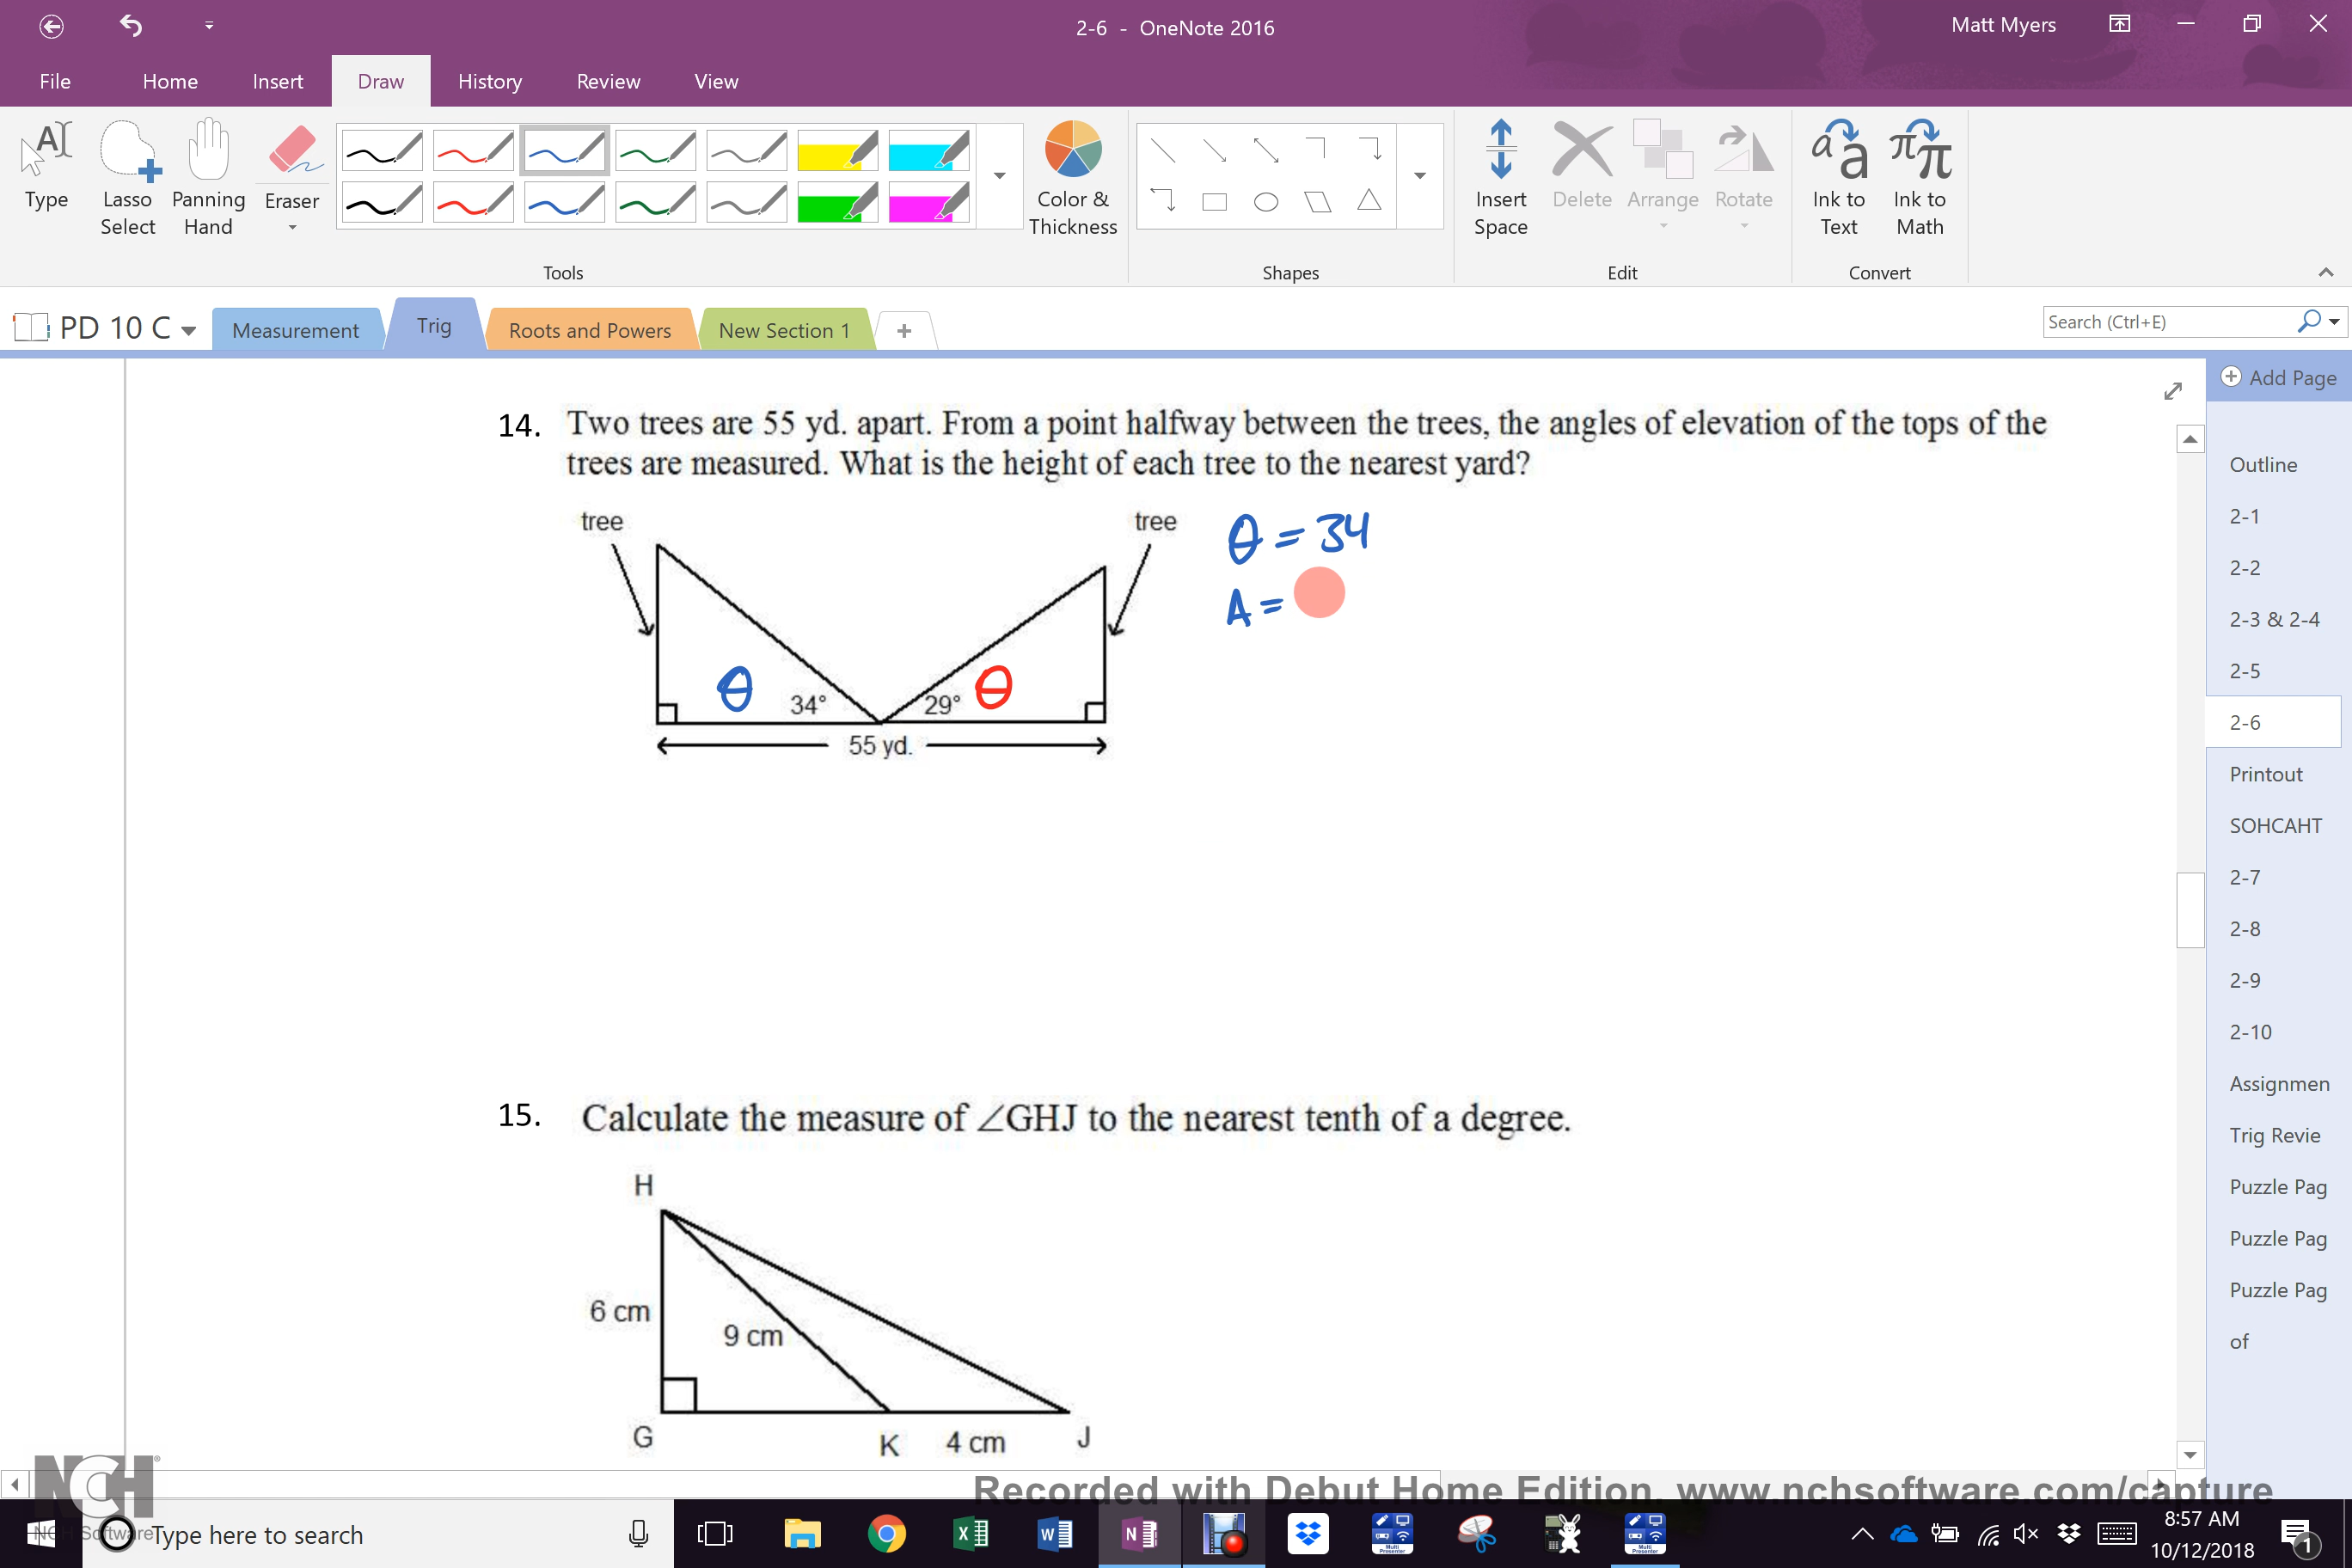 2-6 - OneNote 2016
Matt Myers
File Home Insert Draw History Review View
Type
Lasso Select
Panning Hand
Eraser
Color & Thickness
Insert Space
Delete
Arrange
Rotate
Ink to Text
Ink to Math
Tools
Shapes
Edit
Convert
PD 10 C
Measurement
Trig
Roots and Powers
New Section 1
+
Search (Ctrl+E)
Add Page
Outline
2-1
2-2
2-3 & 2-4
2-5
2-6
Printout
SOHCAHT
2-7
2-8
2-9
2-10
Assignmen
Trig Revie
Puzzle Pag
Puzzle Pag
Puzzle Pag
of
14. Two trees are 55 yd. apart. From a point halfway between the trees, the angles of elevation of the tops of the
trees are measured. What is the height of each tree to the nearest yard?
tree
tree
θ = 34
A =
θ 34° 29° θ
55 yd.
15. Calculate the measure of ∠GHJ to the nearest tenth of a degree.
H
6 cm
9 cm
G
K
4 cm
J
NCH®
NCH Software
Recorded with Debut Home Edition. www.nchsoftware.com/capture
Type here to search
8:57 AM
10/12/2018
1